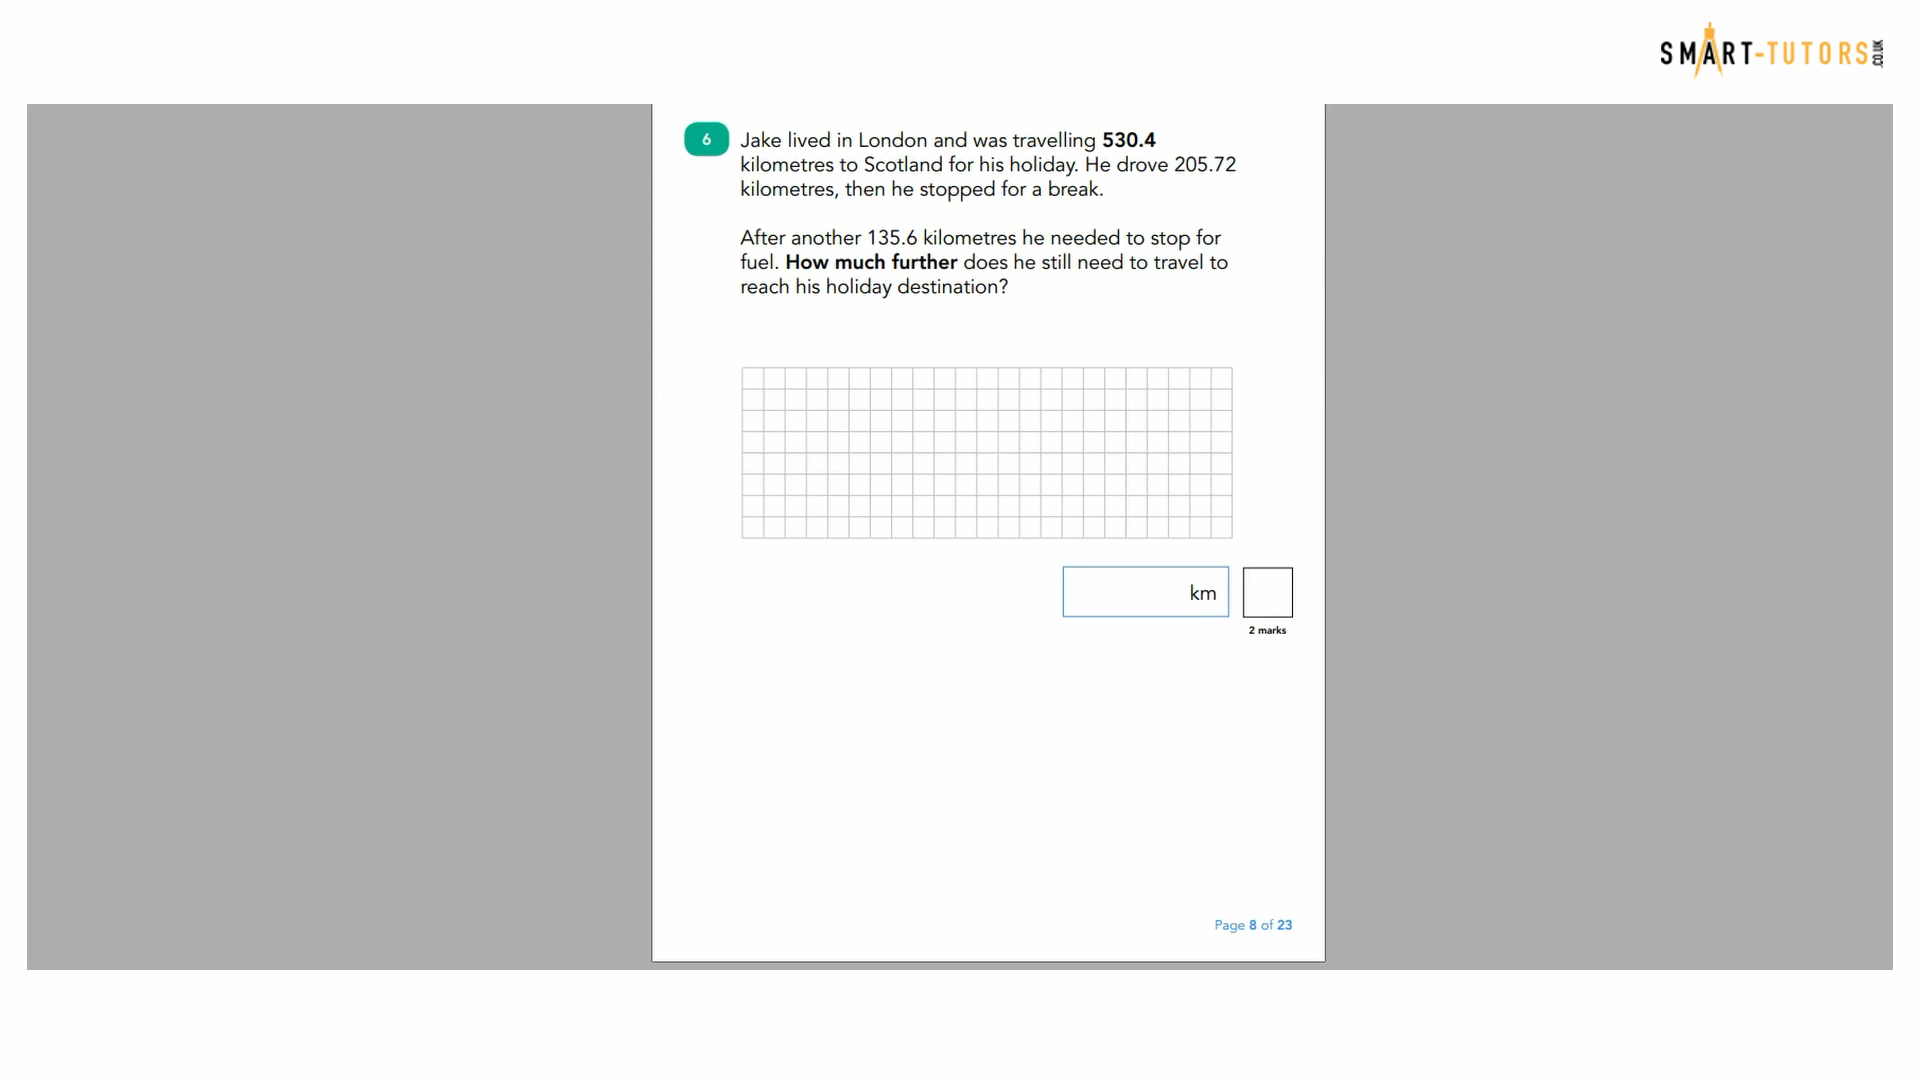 SMART-TUTORS.CO.UK
6
Jake lived in London and was travelling 530.4
kilometres to Scotland for his holiday. He drove 205.72
kilometres, then he stopped for a break.
After another 135.6 kilometres he needed to stop for
fuel. How much further does he still need to travel to
reach his holiday destination?
km
2 marks
Page 8 of 23